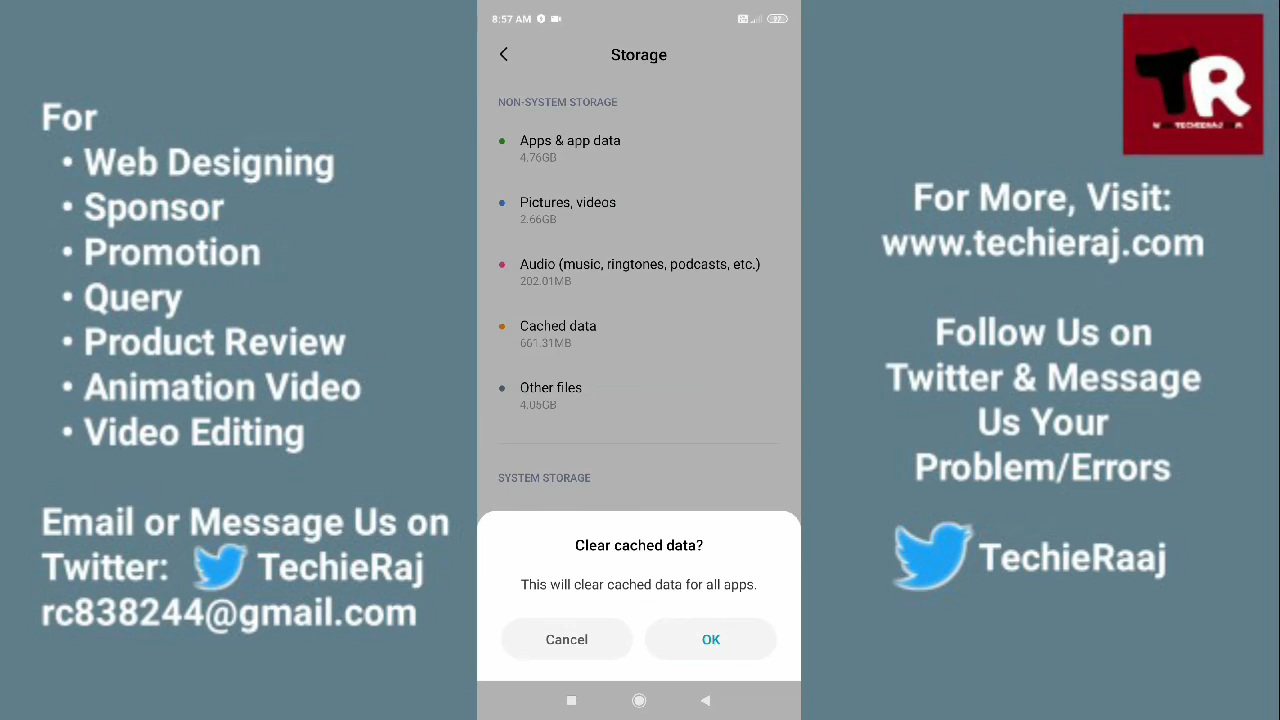 For
• Web Designing
• Sponsor
• Promotion
• Query
• Product Review
• Animation Video
• Video Editing
Email or Message Us on
Twitter: TechieRaj
rc838244@gmail.com
8:57 AM
97
Storage
NON-SYSTEM STORAGE
Apps & app data
4.76GB
Pictures, videos
2.66GB
Audio (music, ringtones, podcasts, etc.)
202.01MB
Cached data
661.31MB
Other files
4.05GB
SYSTEM STORAGE
Clear cached data?
This will clear cached data for all apps.
Cancel
OK
TR
For More, Visit:
www.techieraj.com
Follow Us on
Twitter & Message
Us Your
Problem/Errors
TechieRaaj